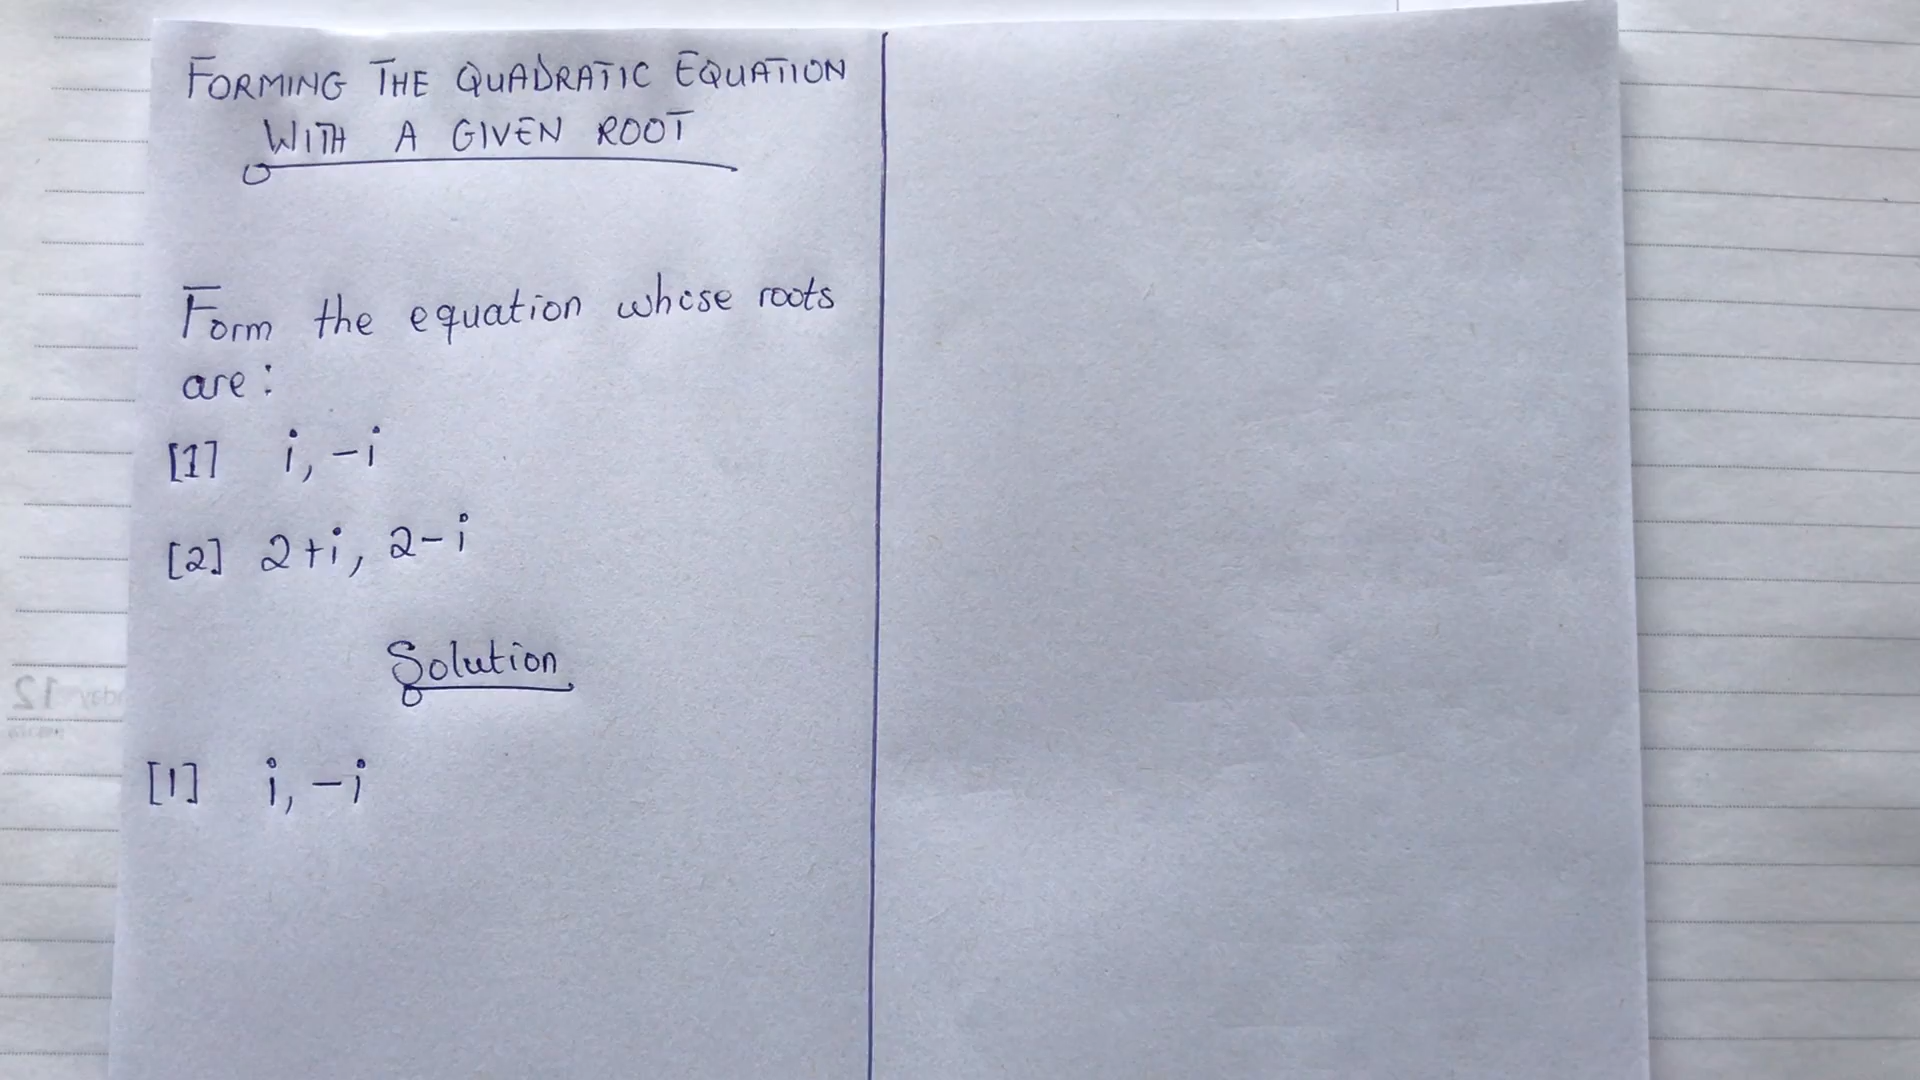 FORMING THE QUADRATIC EQUATION
WITH A GIVEN ROOT
Form the equation whose roots
are:
[1] i, -i
[2] 2+i, 2-i
Solution
[1] i, -i
12